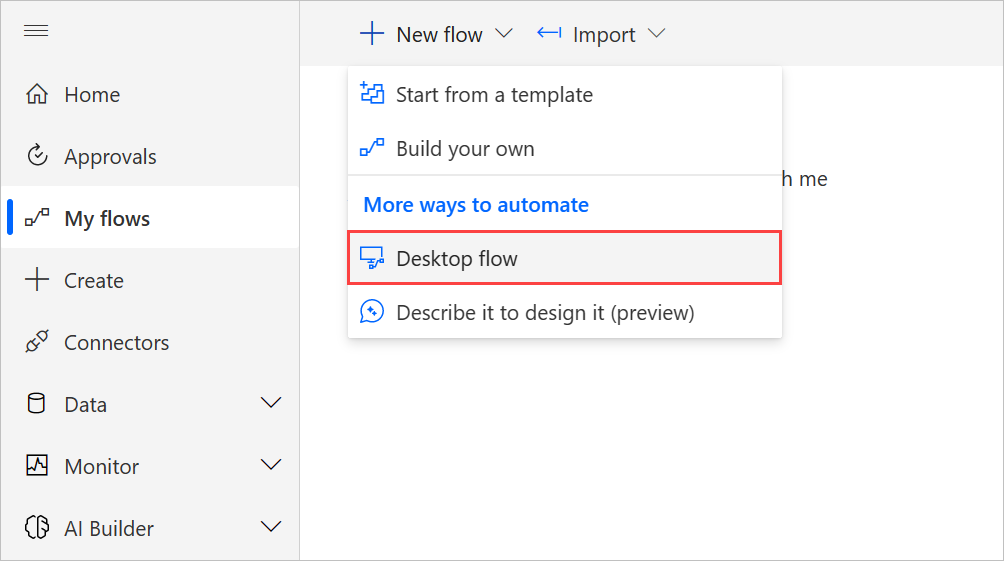 New flow
Import
Home
Approvals
My flows
Create
Connectors
Data
Monitor
AI Builder
Start from a template
Build your own
h me
More ways to automate
Desktop flow
Describe it to design it (preview)